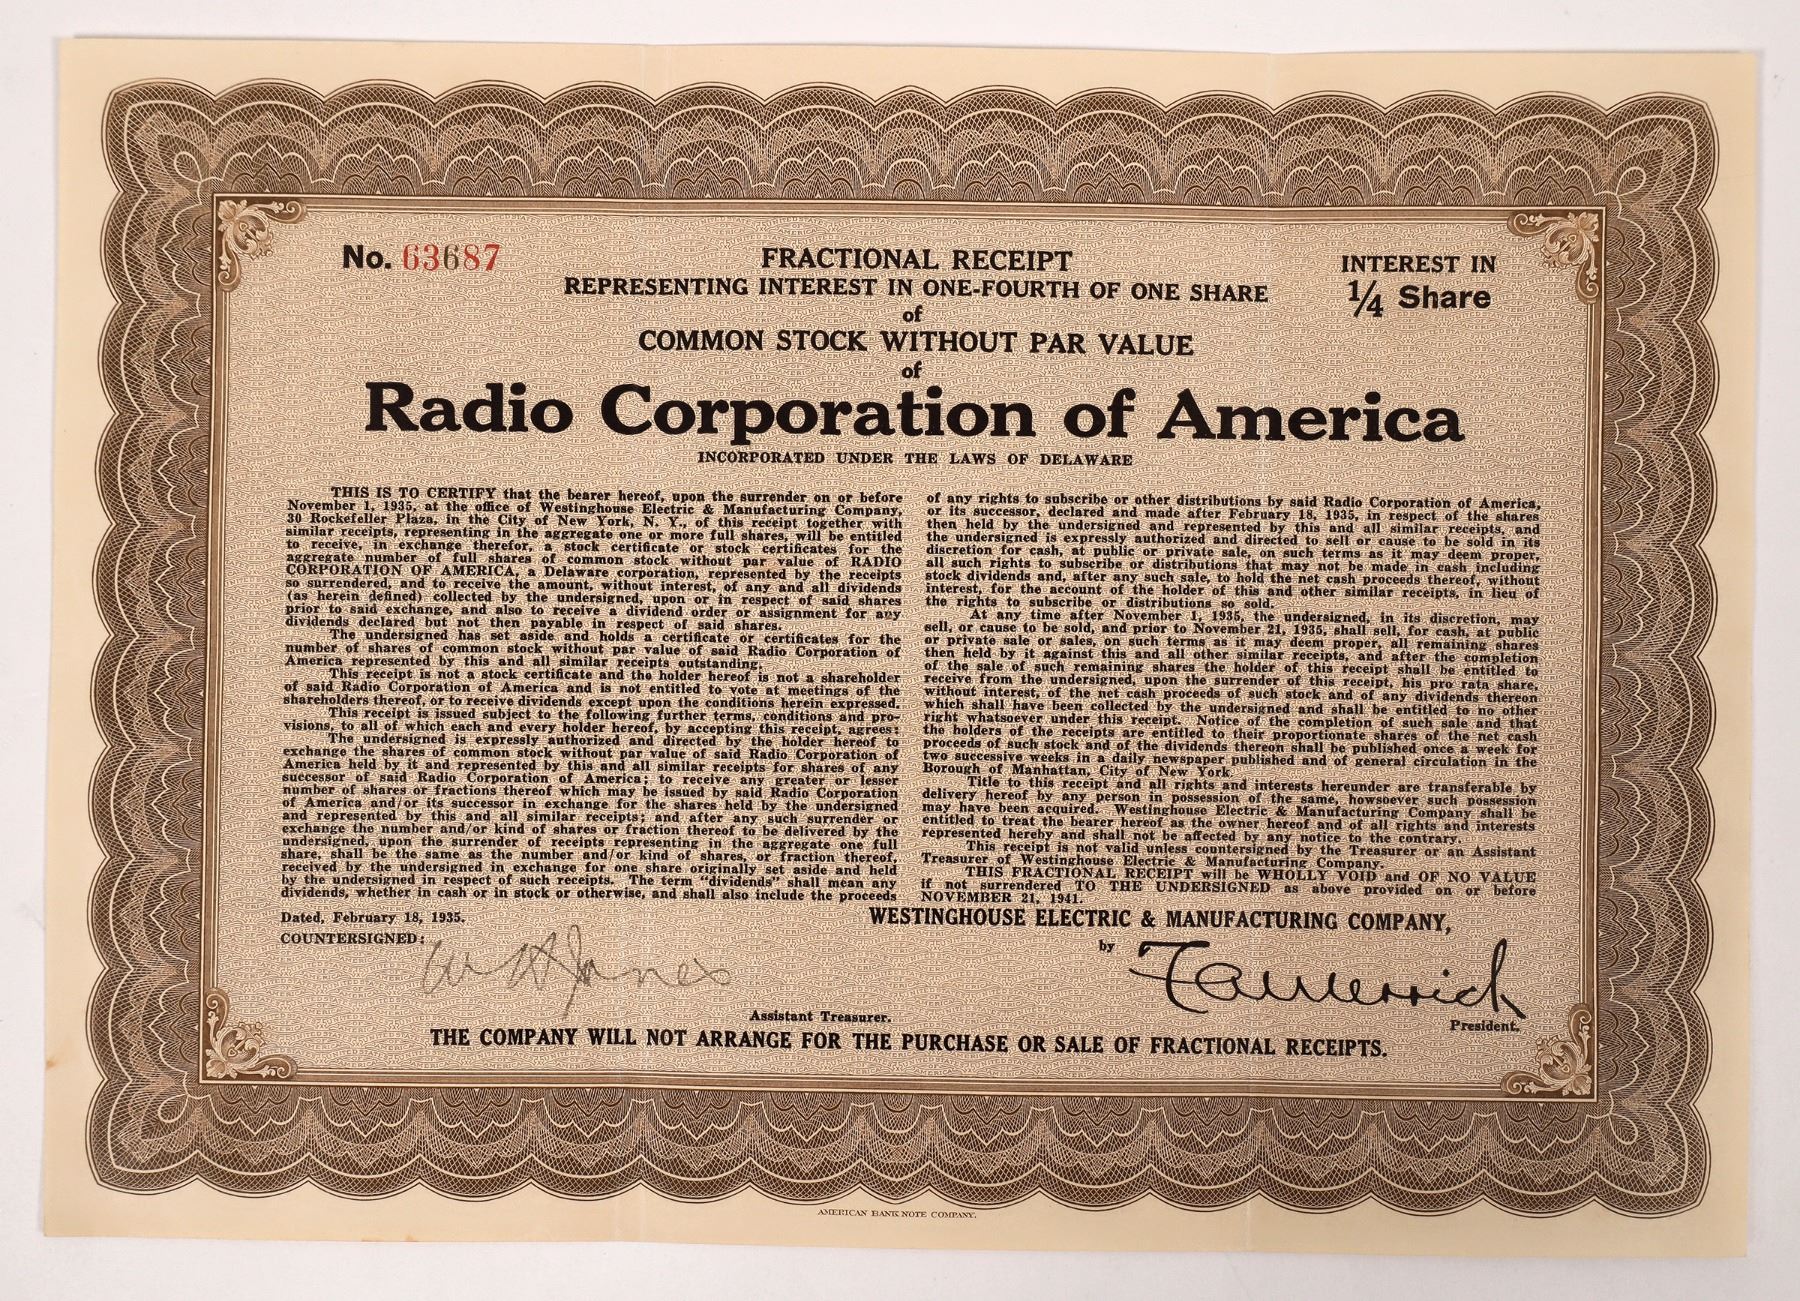 No. 63687
FRACTIONAL RECEIPT
REPRESENTING INTEREST IN ONE-FOURTH OF ONE SHARE
of
COMMON STOCK WITHOUT PAR VALUE
of
INTEREST IN
1/4 Share
Radio Corporation of America
INCORPORATED UNDER THE LAWS OF DELAWARE
THIS IS TO CERTIFY that the bearer hereof, upon the surrender on or before
November 1, 1935, at the office of Westinghouse Electric & Manufacturing Company,
30 Rockefeller Plaza, in the City of New York, N. Y., of this receipt together with
similar receipts, representing in the aggregate one or more full shares, will be entitled
to receive, in exchange therefor, a stock certificate or stock certificates for the
aggregate number of full shares of common stock without par value of RADIO
CORPORATION OF AMERICA, a Delaware corporation, represented by the receipts
so surrendered, and to receive the amount, without interest, of any and all dividends
(as herein defined) collected by the undersigned, upon or in respect of said shares
prior to said exchange, and also to receive a dividend order or assignment for any
dividends declared but not then payable in respect of said shares.
The undersigned has set aside and holds a certificate or certificates for the
number of shares of common stock without par value of said Radio Corporation of
America represented by this and all similar receipts outstanding.
This receipt is not a stock certificate and the holder hereof is not a shareholder
of said Radio Corporation of America and is not entitled to vote at meetings of the
shareholders thereof, or to receive dividends except upon the conditions herein expressed.
This receipt is issued subject to the following further terms, conditions and pro-
visions, to all of which each and every holder hereof, by accepting this receipt, agrees:
The undersigned is expressly authorized and directed by the holder hereof to
exchange the shares of common stock without par value of said Radio Corporation of
America held by it and represented by this and all similar receipts for shares of any
successor of said Radio Corporation of America; to receive any greater or lesser
number of shares or fractions thereof which may be issued by said Radio Corporation
of America and/or its successor in exchange for the shares held by the undersigned
and represented by this and all similar receipts; and after any such surrender or
exchange the number and/or kind of shares or fraction thereof to be delivered by the
undersigned, upon the surrender of receipts representing in the aggregate one full
share, shall be the same as the number and/or kind of shares, or fraction thereof,
received by the undersigned in exchange for one share originally set aside and held
by the undersigned in respect of such receipts. The term "dividends" shall mean any
dividends, whether in cash or in stock or otherwise, and shall also include the proceeds
of any rights to subscribe or other distributions by said Radio Corporation of America,
or its successor, declared and made after February 18, 1935, in respect of the shares
then held by the undersigned and represented by this and all similar receipts, and
the undersigned is expressly authorized and directed to sell or cause to be sold in its
discretion for cash, at public or private sale, on such terms as it may deem proper,
all such rights to subscribe or distributions that may not be made in cash including
stock dividends and, after any such sale, to hold the net cash proceeds thereof, without
interest, for the account of the holder of this and other similar receipts, in lieu of
the rights to subscribe or distributions so sold.
At any time after November 1, 1935, the undersigned, in its discretion, may
sell, or cause to be sold, and prior to November 21, 1935, shall sell, for cash, at public
or private sale or sales, on such terms as it may deem proper, all remaining shares
then held by it against this and all other similar receipts, and after the completion
of the sale of such remaining shares the holder of this receipt shall be entitled to
receive from the undersigned, upon the surrender of this receipt, his pro rata share,
without interest, of the net cash proceeds of such stock and of any dividends thereon
which shall have been collected by the undersigned and shall be entitled to no other
right whatsoever under this receipt. Notice of the completion of such sale and that
the holders of the receipts are entitled to their proportionate shares of the net cash
proceeds of such stock and of the dividends thereon shall be published once a week for
two successive weeks in a daily newspaper published and of general circulation in the
Borough of Manhattan, City of New York.
Title to this receipt and all rights and interests hereunder are transferable by
delivery hereof by any person in possession of the same, howsoever such possession
may have been acquired. Westinghouse Electric & Manufacturing Company shall be
entitled to treat the bearer hereof as the owner hereof and of all rights and interests
represented hereby and shall not be affected by any notice to the contrary.
This receipt is not valid unless countersigned by the Treasurer or an Assistant
Treasurer of Westinghouse Electric & Manufacturing Company.
THIS FRACTIONAL RECEIPT will be WHOLLY VOID and OF NO VALUE
if not surrendered TO THE UNDERSIGNED as above provided on or before
NOVEMBER 21, 1941.
Dated, February 18, 1935.
COUNTERSIGNED:
Jones
Assistant Treasurer.
WESTINGHOUSE ELECTRIC & MANUFACTURING COMPANY,
by F A Merrick
President.
THE COMPANY WILL NOT ARRANGE FOR THE PURCHASE OR SALE OF FRACTIONAL RECEIPTS.
AMERICAN BANK NOTE COMPANY.